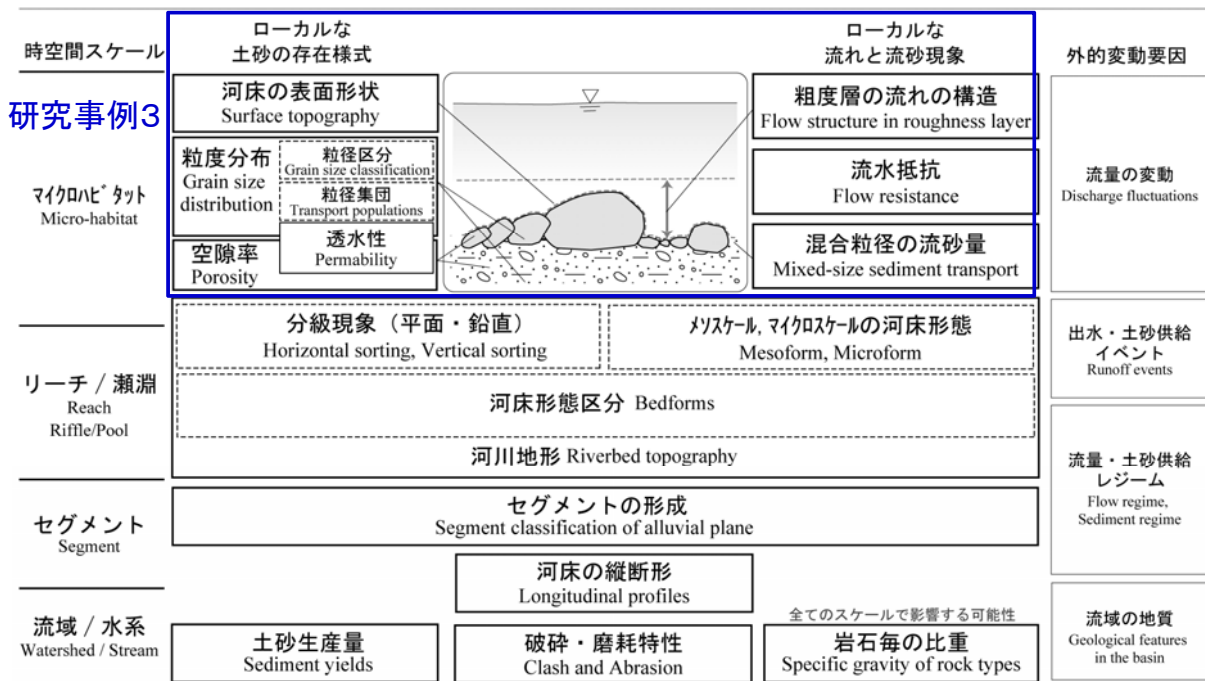 時空間スケール
ローカルな
土砂の存在様式
ローカルな
流れと流砂現象
外的変動要因
研究事例3
マイクロハビタット
Micro-habitat
河床の表面形状
Surface topography
粒度分布
Grain size
distribution
粒径区分
Grain size classification
粒径集団
Transport populations
空隙率
Porosity
透水性
Permability
粗度層の流れの構造
Flow structure in roughness layer
流水抵抗
Flow resistance
混合粒径の流砂量
Mixed-size sediment transport
流量の変動
Discharge fluctuations
リーチ / 瀬淵
Reach
Riffle/Pool
分級現象（平面・鉛直）
Horizontal sorting, Vertical sorting
メソスケール, マイクロスケールの河床形態
Mesoform, Microform
河床形態区分 Bedforms
河川地形 Riverbed topography
出水・土砂供給
イベント
Runoff events
流量・土砂供給
レジーム
Flow regime,
Sediment regime
セグメント
Segment
セグメントの形成
Segment classification of alluvial plane
河床の縦断形
Longitudinal profiles
流域 / 水系
Watershed / Stream
土砂生産量
Sediment yields
破砕・磨耗特性
Clash and Abrasion
全てのスケールで影響する可能性
岩石毎の比重
Specific gravity of rock types
流域の地質
Geological features
in the basin